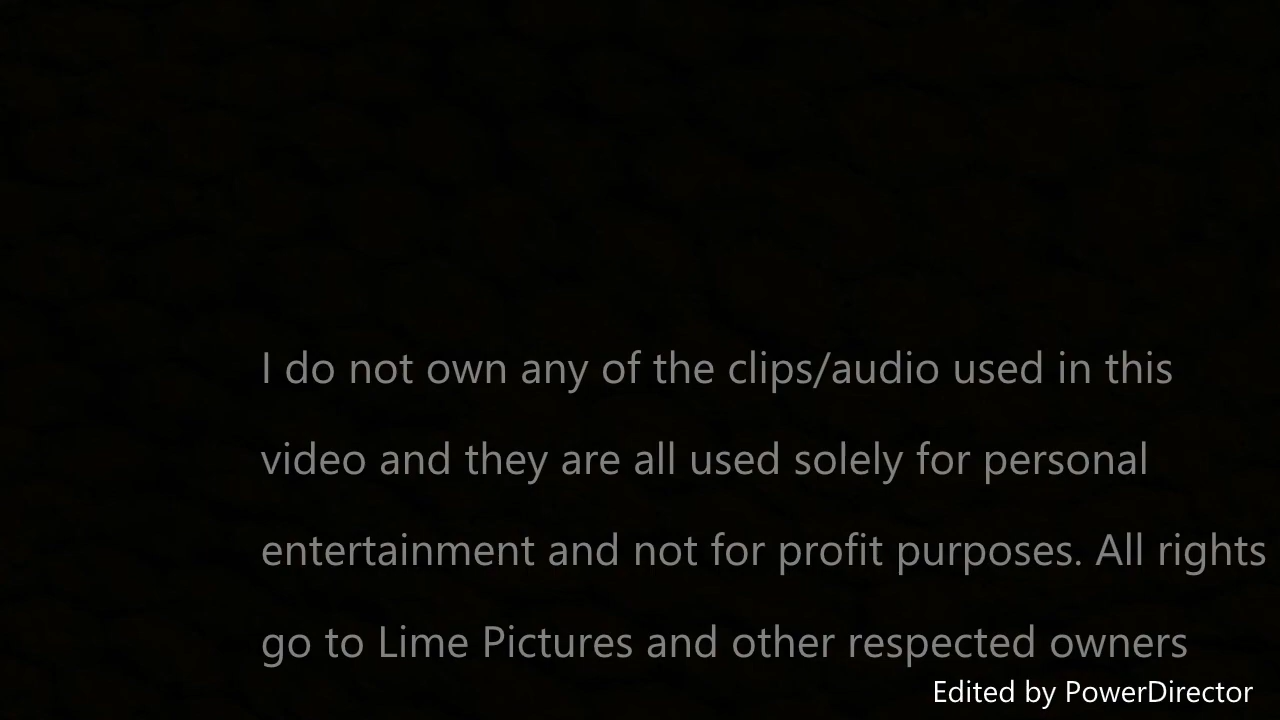 I do not own any of the clips/audio used in this
video and they are all used solely for personal
entertainment and not for profit purposes. All rights
go to Lime Pictures and other respected owners
Edited by PowerDirector